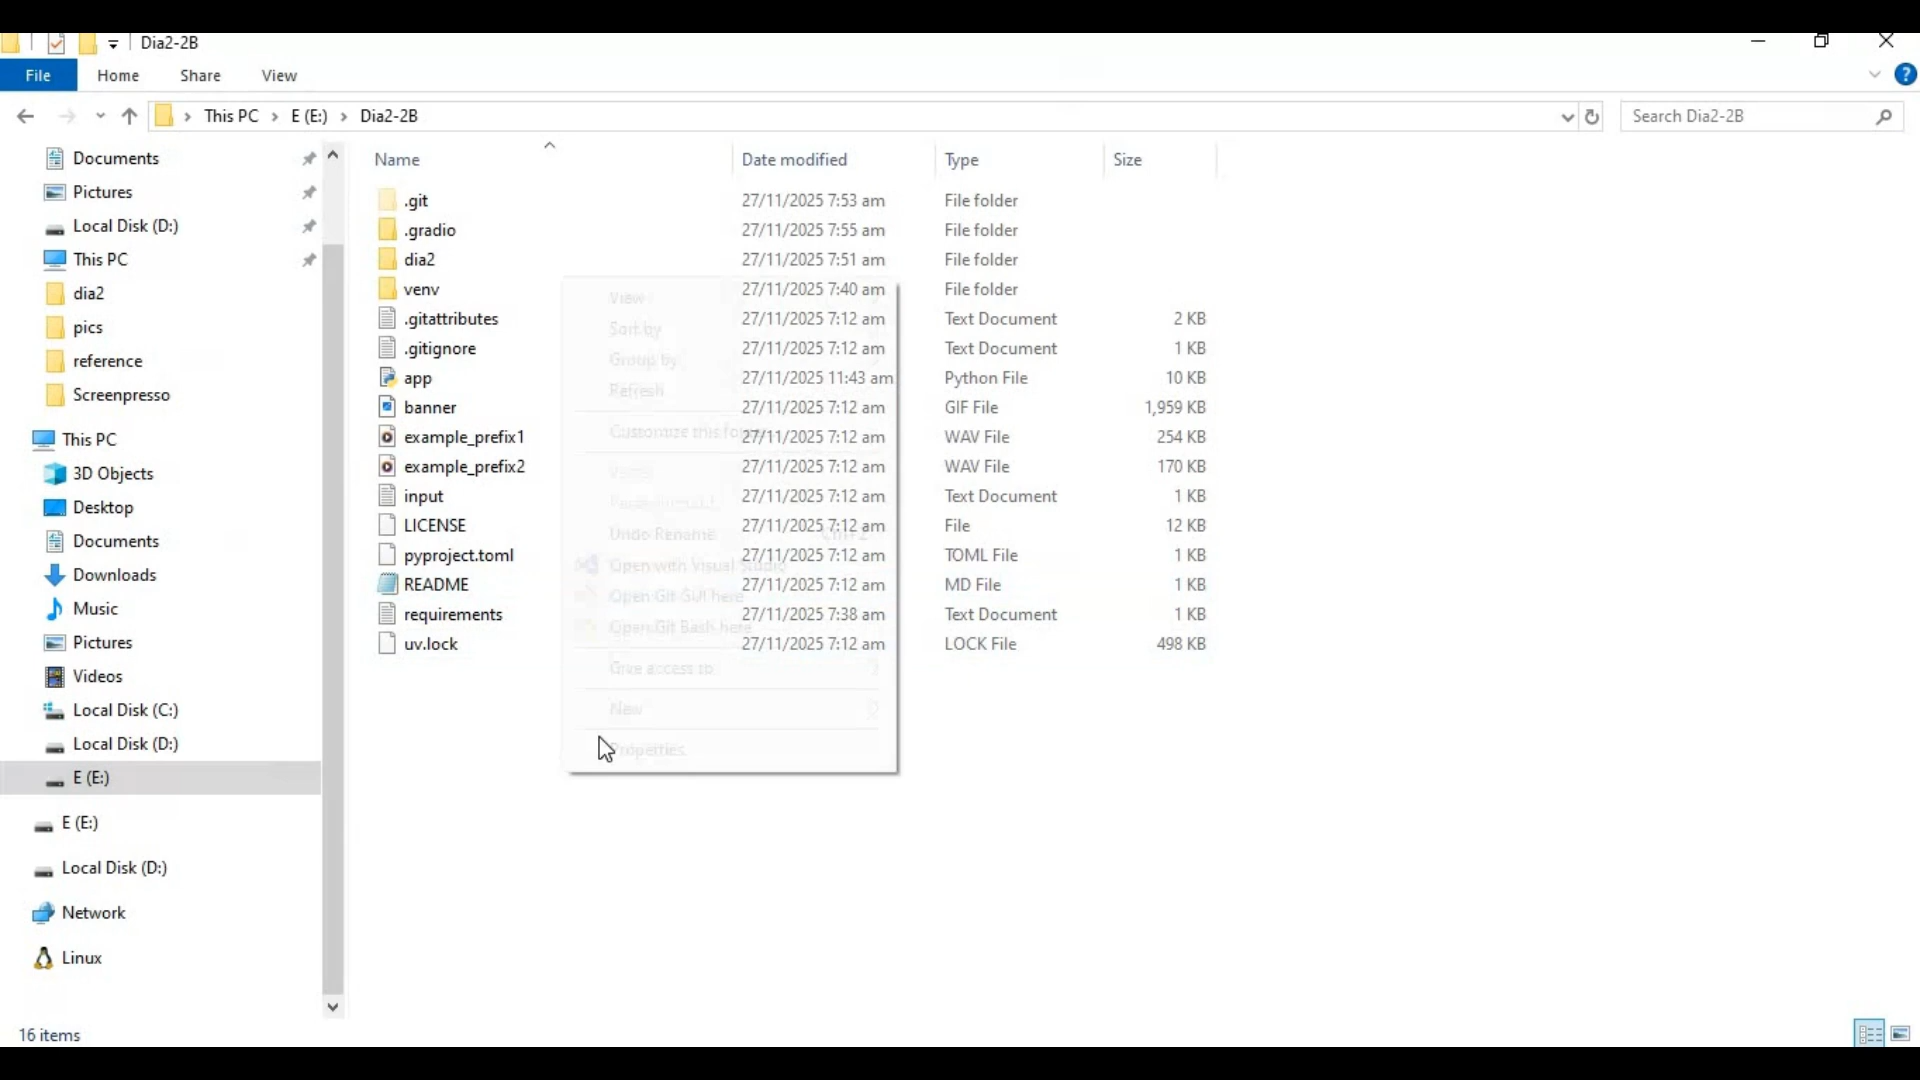 Dia2-2B
File Home Share View
This PC E (E:) Dia2-2B Search Dia2-2B
Documents
Pictures
Local Disk (D:)
This PC
dia2
pics
reference
Screenpresso
This PC
3D Objects
Desktop
Documents
Downloads
Music
Pictures
Videos
Local Disk (C:)
Local Disk (D:)
E (E:)
E (E:)
Local Disk (D:)
Network
Linux
Name Date modified Type Size
.git 27/11/2025 7:53 am File folder
.gradio 27/11/2025 7:55 am File folder
dia2 27/11/2025 7:51 am File folder
venv 27/11/2025 7:40 am File folder
.gitattributes 27/11/2025 7:12 am Text Document 2 KB
.gitignore 27/11/2025 7:12 am Text Document 1 KB
app 27/11/2025 11:43 am Python File 10 KB
banner 27/11/2025 7:12 am GIF File 1,959 KB
example_prefix1 27/11/2025 7:12 am WAV File 254 KB
example_prefix2 27/11/2025 7:12 am WAV File 170 KB
input 27/11/2025 7:12 am Text Document 1 KB
LICENSE 27/11/2025 7:12 am File 12 KB
pyproject.toml 27/11/2025 7:12 am TOML File 1 KB
README 27/11/2025 7:12 am MD File 1 KB
requirements 27/11/2025 7:38 am Text Document 1 KB
uv.lock 27/11/2025 7:12 am LOCK File 498 KB
View
Sort by
Group by
Refresh
Customize this
Undo Rename
Open with Visual Studio
Open Git GUI here
Open Git Bash here
Give access to
New
Properties
16 items